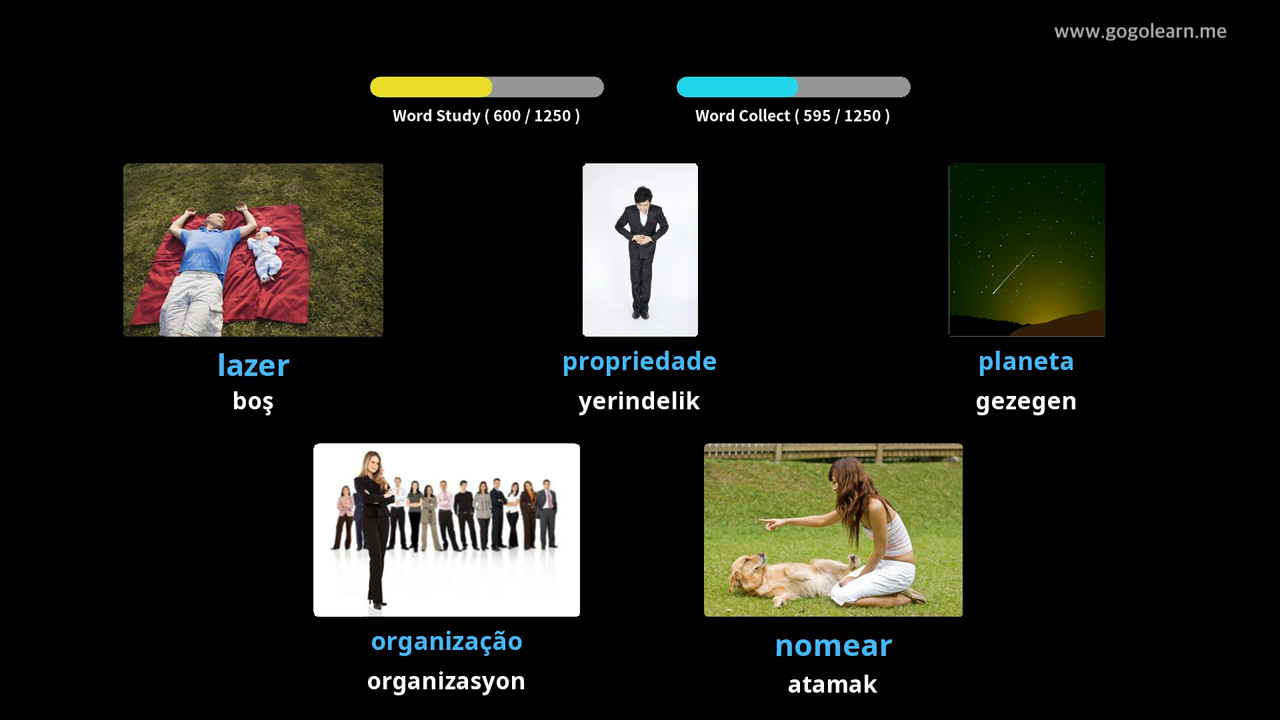 www.gogolearn.me
Word Study ( 600 / 1250 )
Word Collect ( 595 / 1250 )
lazer
boş
propriedade
yerindelik
planeta
gezegen
organização
organizasyon
nomear
atamak